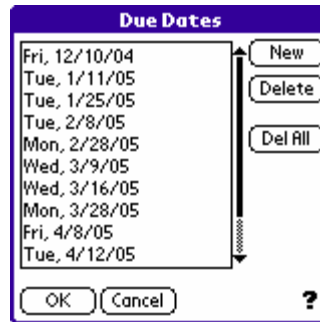 Due Dates
Fri, 12/10/04
Tue, 1/11/05
Tue, 1/25/05
Tue, 2/8/05
Mon, 2/28/05
Wed, 3/9/05
Wed, 3/16/05
Mon, 3/28/05
Fri, 4/8/05
Tue, 4/12/05
New
Delete
Del All
OK
Cancel
?